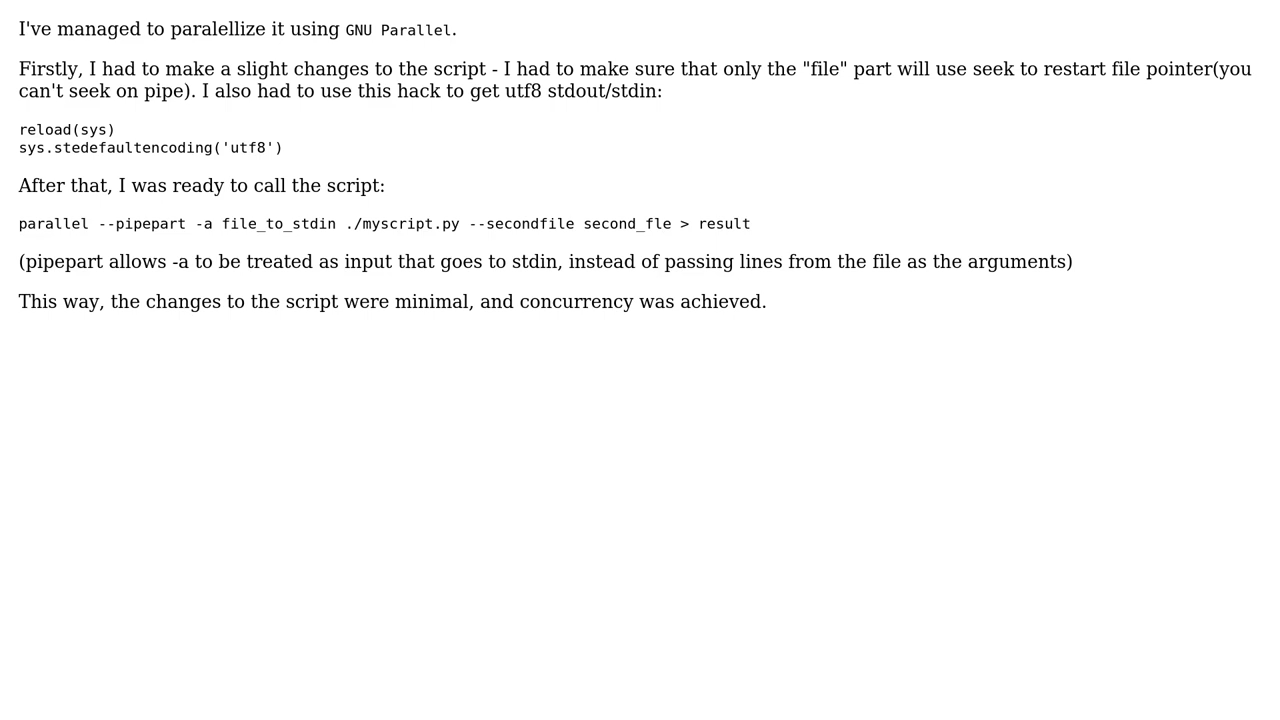 I've managed to paralellize it using GNU Parallel.
Firstly, I had to make a slight changes to the script - I had to make sure that only the "file" part will use seek to restart file pointer(you
can't seek on pipe). I also had to use this hack to get utf8 stdout/stdin:
reload(sys)
sys.stedefaultencoding('utf8')
After that, I was ready to call the script:
parallel --pipepart -a file_to_stdin ./myscript.py --secondfile second_fle > result
(pipepart allows -a to be treated as input that goes to stdin, instead of passing lines from the file as the arguments)
This way, the changes to the script were minimal, and concurrency was achieved.